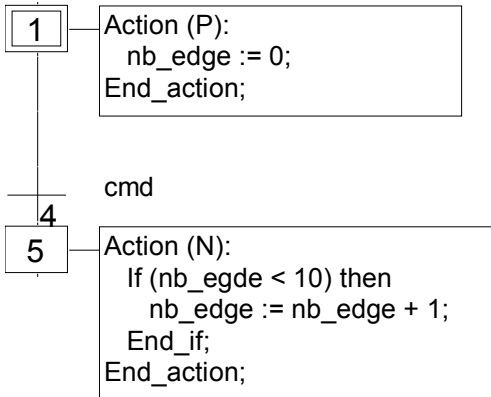 1
Action (P):
nb_edge := 0;
End_action;
cmd
4
5
Action (N):
If (nb_egde < 10) then
nb_edge := nb_edge + 1;
End_if;
End_action;